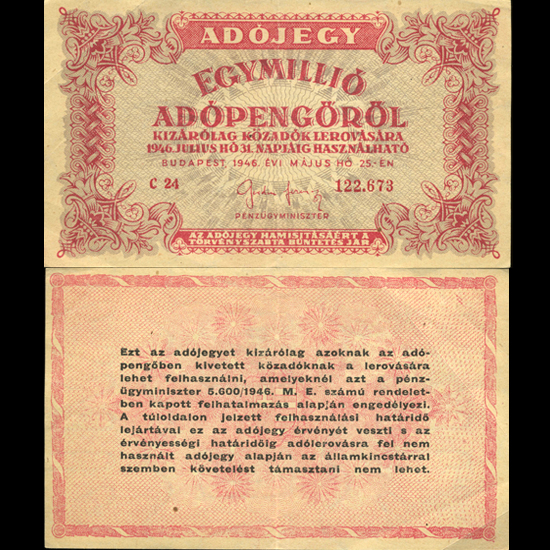 ADÓJEGY
EGYMILLIÓ
ADÓPENGŐRŐL
KIZÁRÓLAG KÖZADÓK LEROVÁSÁRA
1946. JULIUS HÓ 31. NAPJÁIG HASZNÁLHATÓ
BUDAPEST, 1946. ÉVI MÁJUS HÓ 25.-ÉN
C 24
122.673
PÉNZÜGYMINISZTER
AZ ADÓJEGY HAMISÍTÁSÁÉRT A
TÖRVÉNYSZABTA BÜNTETÉS JÁR
Ezt az adójegyet kizárólag azoknak az adó-
pengőben kivetett közadóknak a lerovására
lehet felhasználni, amelyeknél azt a pénz-
ügyminiszter 5.600/1946. M. E. számú rendelet-
ben kapott felhatalmazás alapján engedélyezi.
A túloldalon jelzett felhasználási határidő
lejártával ez az adójegy érvényét veszti s az
érvényességi határidőig adólerovásra fel nem
használt adójegy alapján az államkincstárral
szemben követelést támasztani nem lehet.